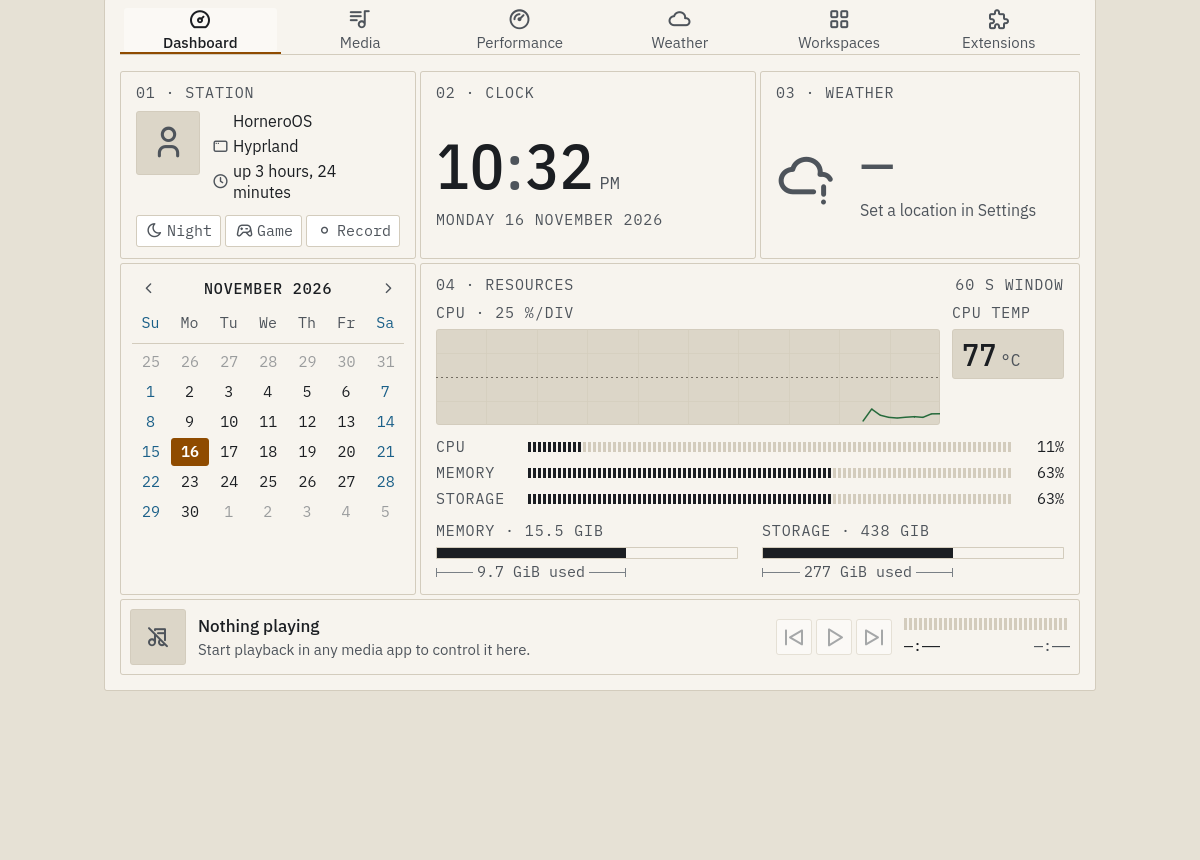 Dashboard
Media
Performance
Weather
Workspaces
Extensions
01 · STATION
HorneroOS
Hyprland
up 3 hours, 24
minutes
Night
Game
Record
02 · CLOCK
10:32 PM
MONDAY 16 NOVEMBER 2026
03 · WEATHER
—
Set a location in Settings
NOVEMBER 2026
Su Mo Tu We Th Fr Sa
25 26 27 28 29 30 31
1 2 3 4 5 6 7
8 9 10 11 12 13 14
15 16 17 18 19 20 21
22 23 24 25 26 27 28
29 30 1 2 3 4 5
04 · RESOURCES
60 S WINDOW
CPU · 25 %/DIV
CPU TEMP
77 °C
CPU 11%
MEMORY 63%
STORAGE 63%
MEMORY · 15.5 GIB
9.7 GiB used
STORAGE · 438 GIB
277 GiB used
Nothing playing
Start playback in any media app to control it here.
–:––
–:––